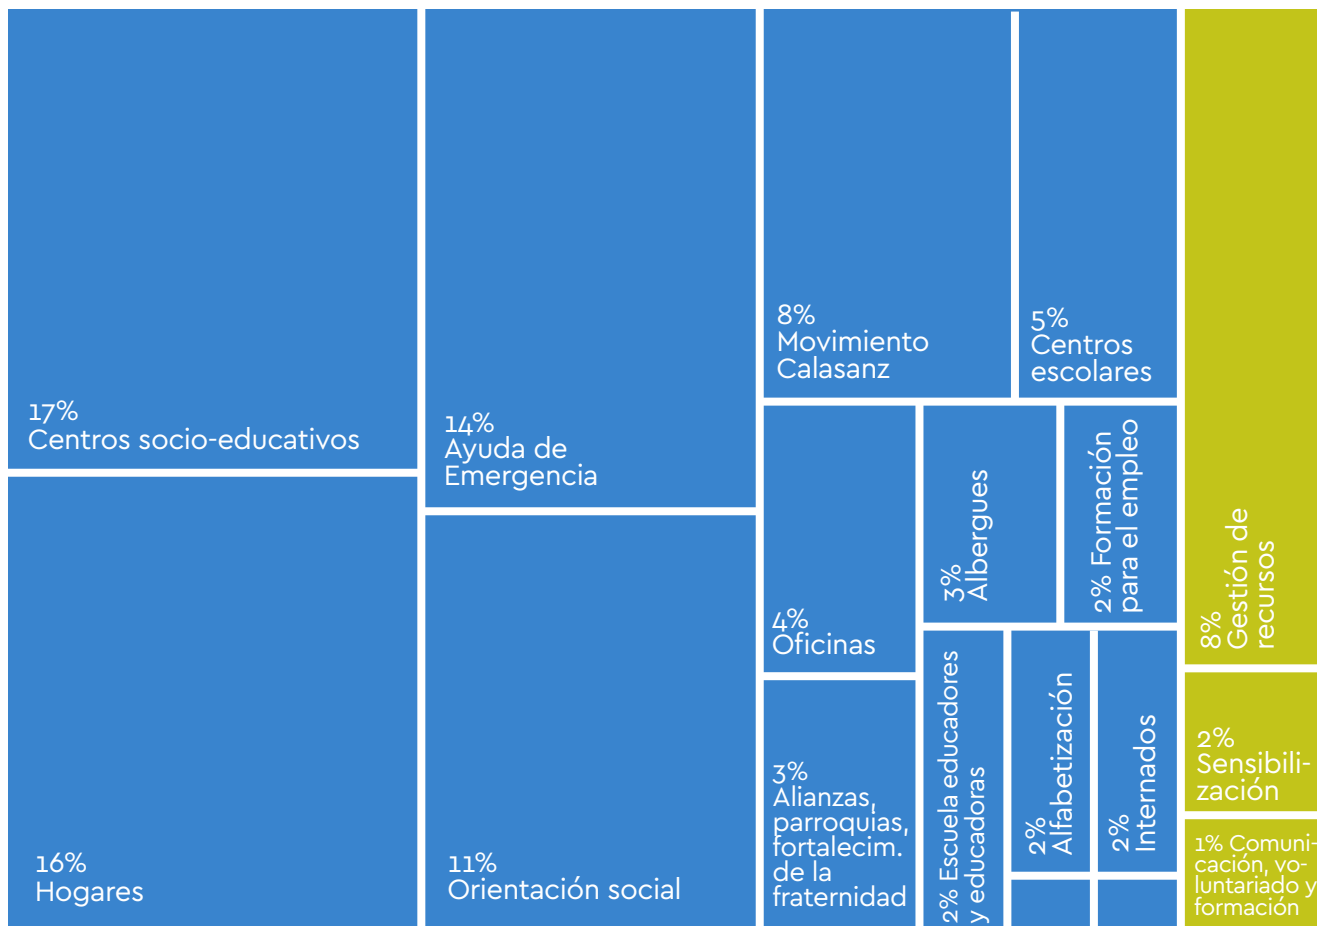 17%
Centros socio-educativos
16%
Hogares
14%
Ayuda de
Emergencia
11%
Orientación social
8%
Movimiento
Calasanz
5%
Centros
escolares
4%
Oficinas
3%
Alianzas,
parroquias,
fortalecim.
de la
fraternidad
3%
Albergues
2% Formación
para el empleo
2% Escuela educadores
y educadoras
2%
Alfabetización
2%
Internados
8%
Gestión de
recursos
2%
Sensibili-
zación
1% Comuni-
cación, vo-
luntariado y
formación